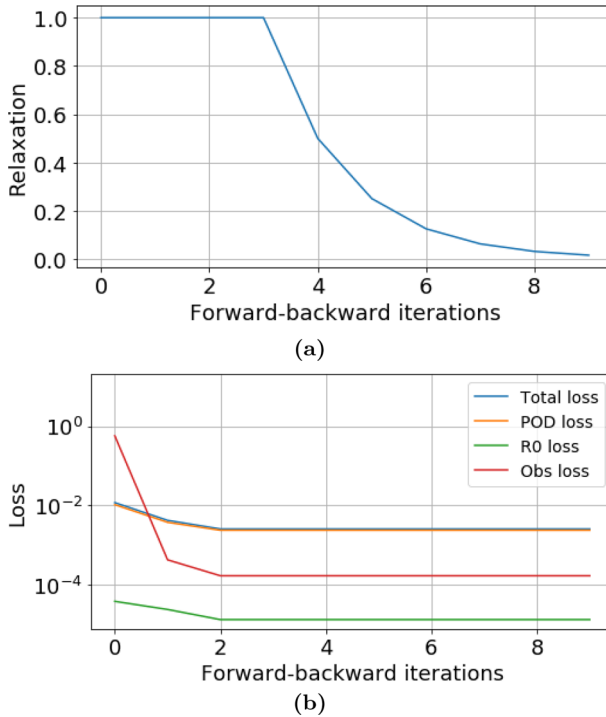 1.0
0.8
0.6
0.4
0.2
0.0
Relaxation
0 2 4 6 8
Forward-backward iterations
(a)
10⁰
10⁻²
10⁻⁴
Loss
Total loss
POD loss
R0 loss
Obs loss
0 2 4 6 8
Forward-backward iterations
(b)